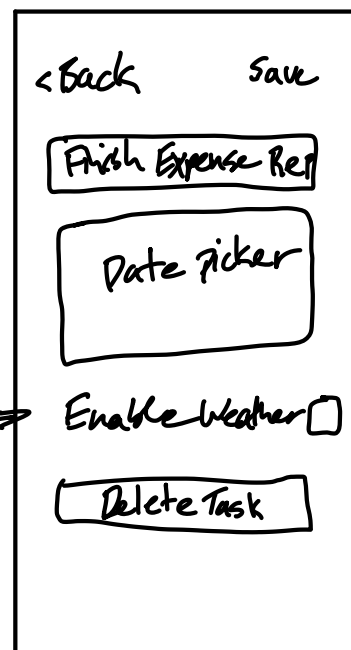 < Back Save
Finish Expense Rep
Date picker
Enable Weather
Delete Task